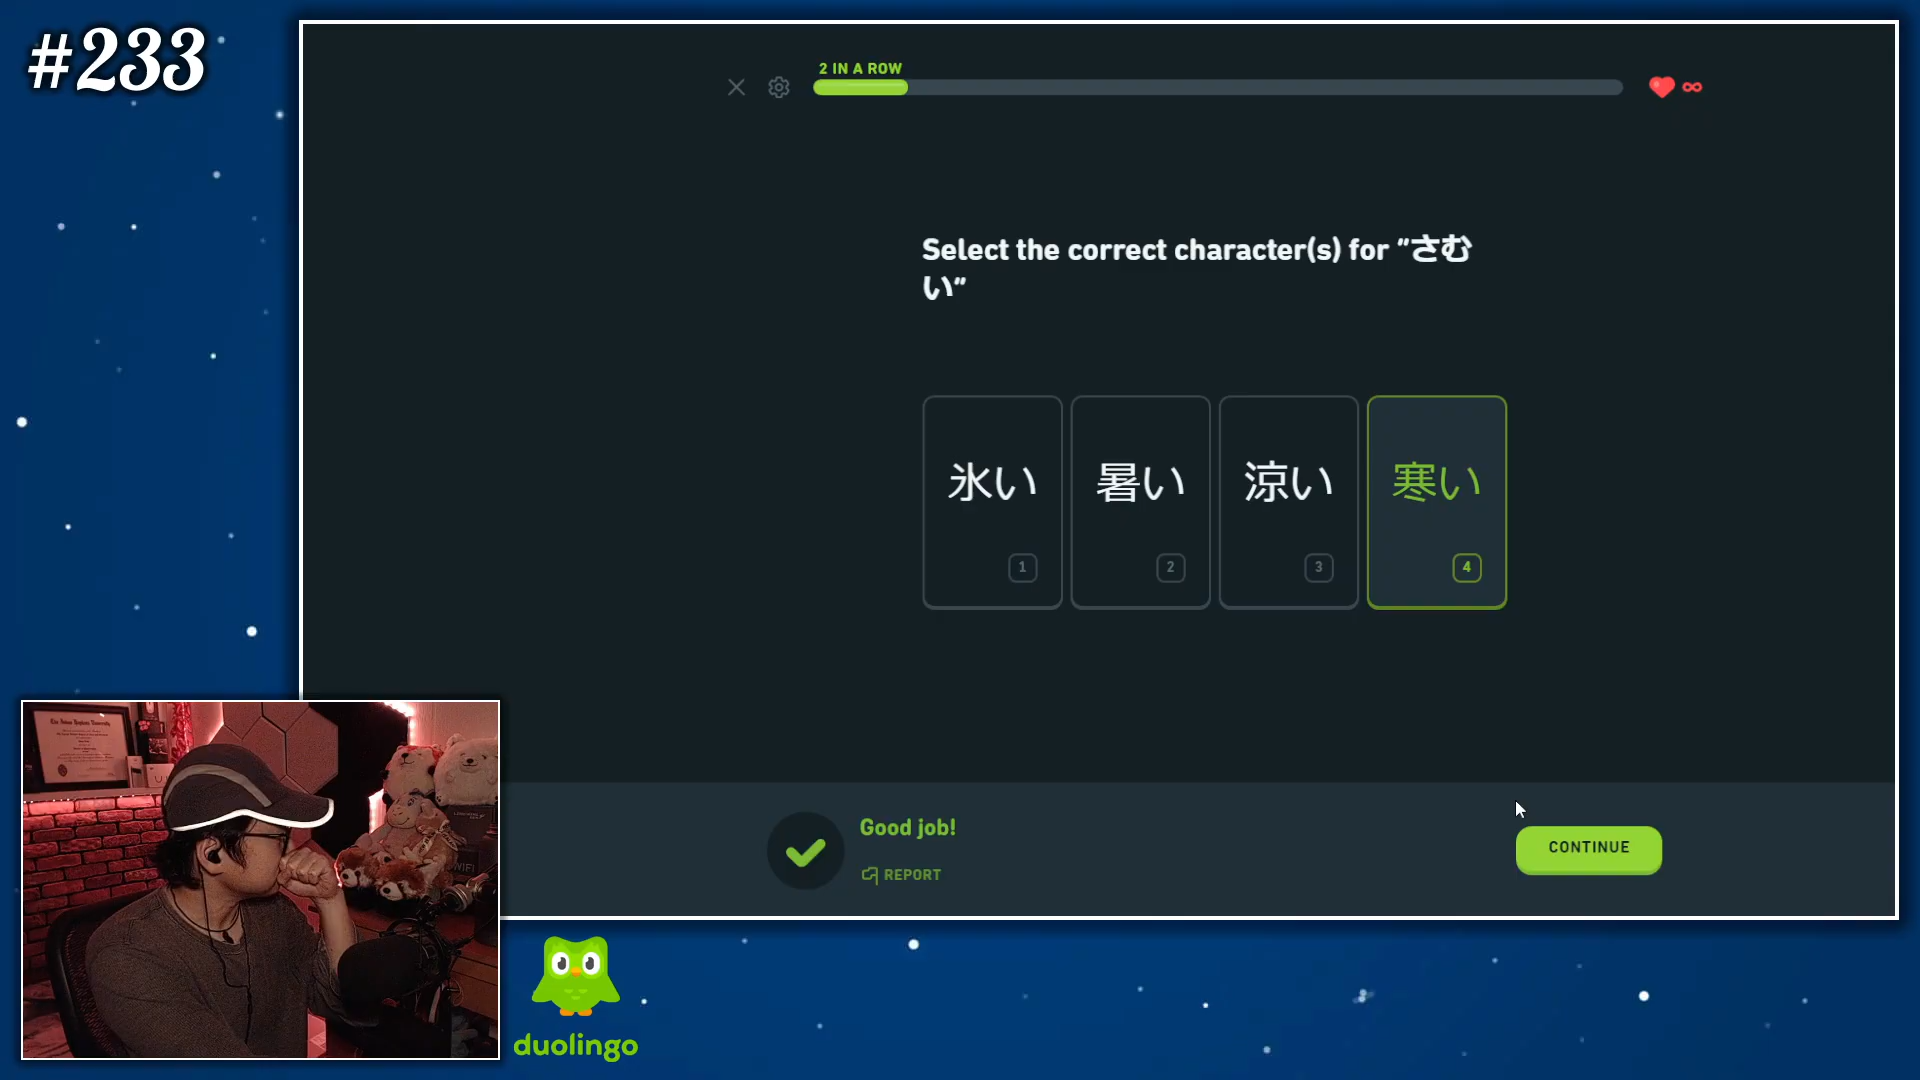 #233
2 IN A ROW
Select the correct character(s) for "さむ
い"
氷い
暑い
涼い
寒い
1
2
3
4
Good job!
REPORT
CONTINUE
WIFI
duolingo